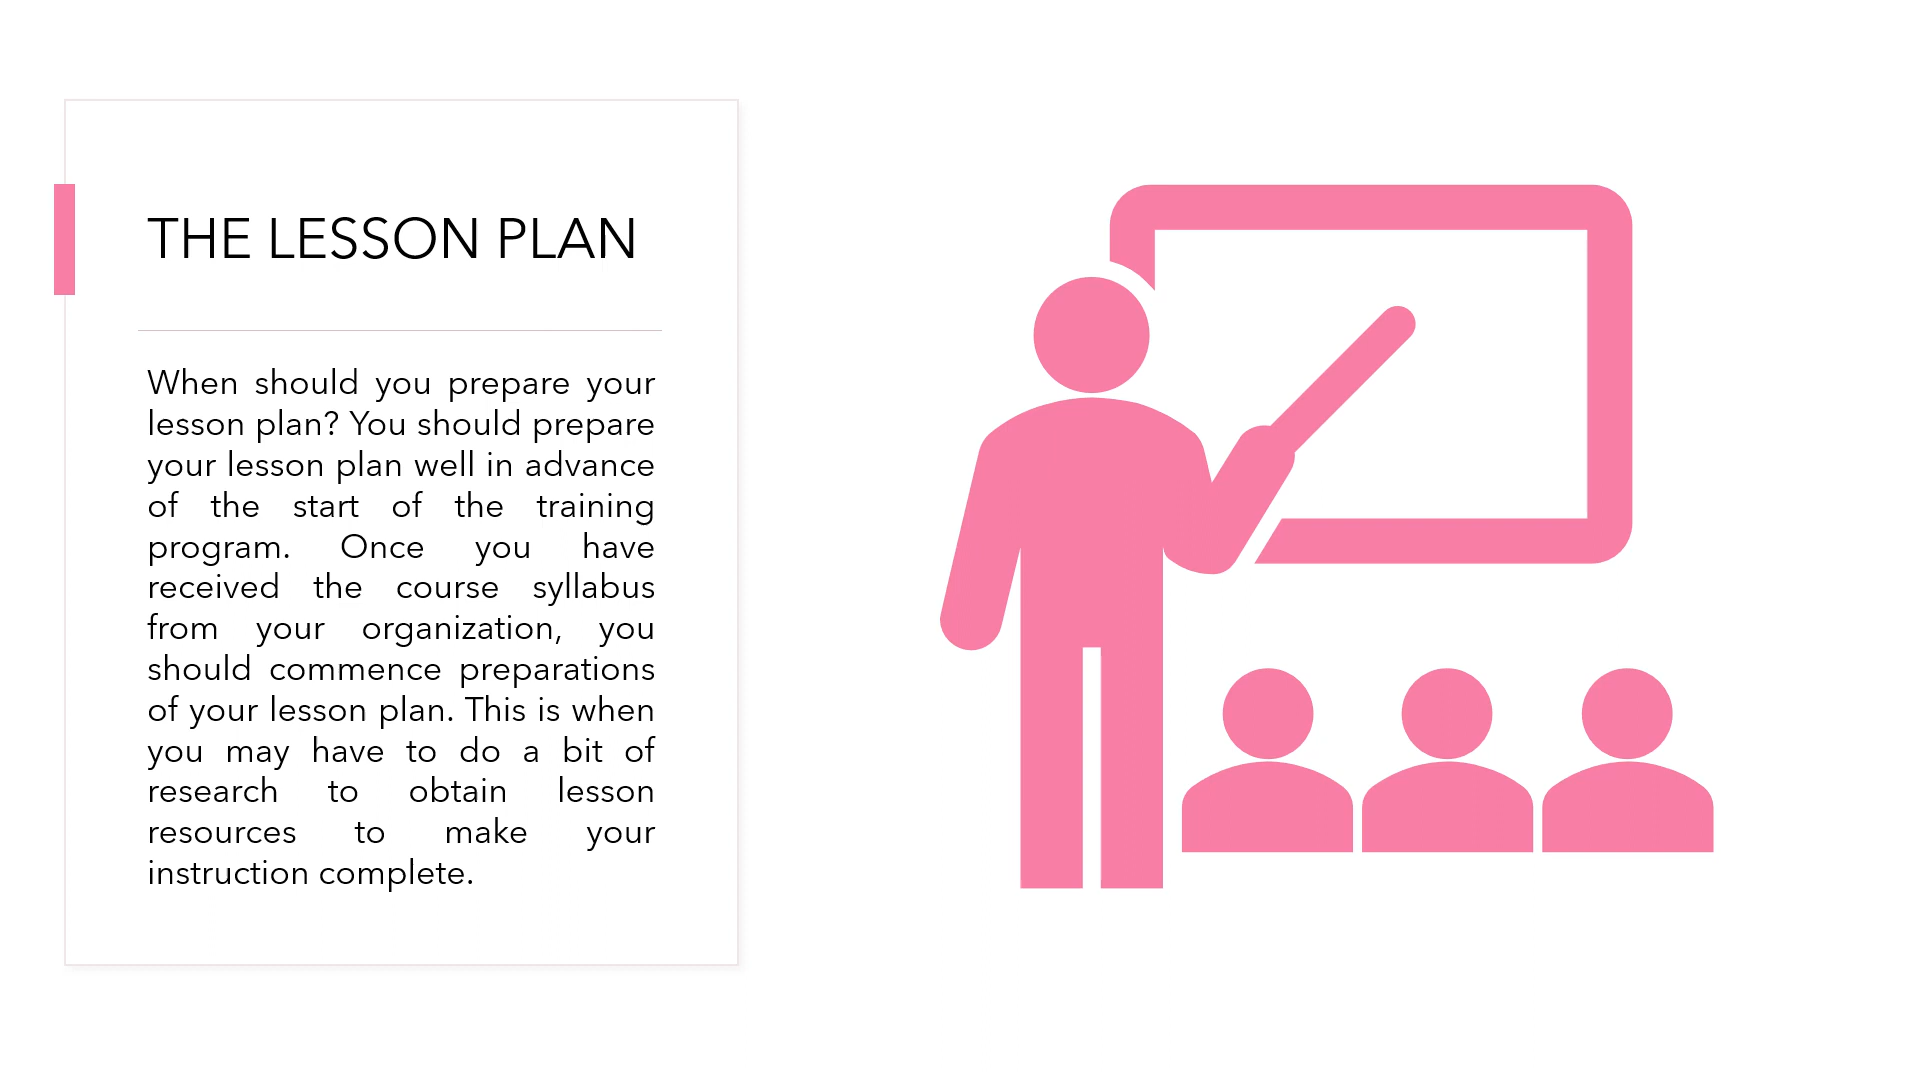 THE LESSON PLAN
When should you prepare your
lesson plan? You should prepare
your lesson plan well in advance
of the start of the training
program. Once you have
received the course syllabus
from your organization, you
should commence preparations
of your lesson plan. This is when
you may have to do a bit of
research to obtain lesson
resources to make your
instruction complete.